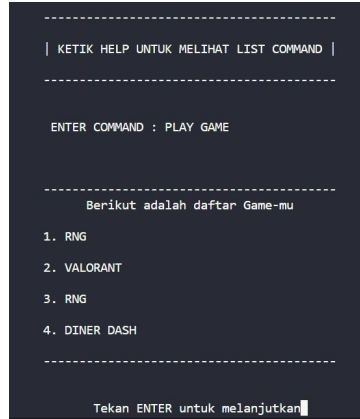 ----------------------------------------
| KETIK HELP UNTUK MELIHAT LIST COMMAND |
----------------------------------------
ENTER COMMAND : PLAY GAME
----------------------------------------
Berikut adalah daftar Game-mu
1. RNG
2. VALORANT
3. RNG
4. DINER DASH
----------------------------------------
Tekan ENTER untuk melanjutkan